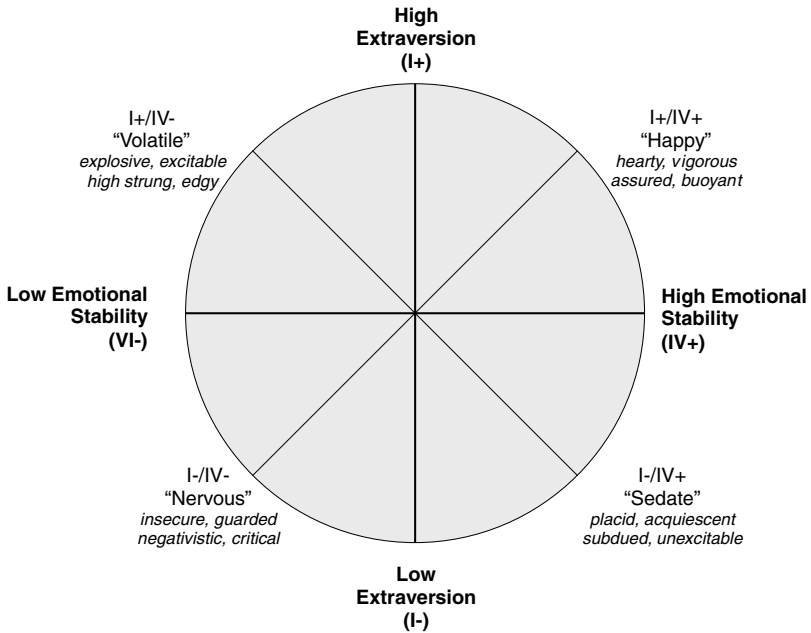 High
Extraversion
(I+)
I+/IV-
“Volatile”
explosive, excitable
high strung, edgy
I+/IV+
“Happy”
hearty, vigorous
assured, buoyant
Low Emotional
Stability
(VI-)
High Emotional
Stability
(IV+)
I-/IV-
“Nervous”
insecure, guarded
negativistic, critical
I-/IV+
“Sedate”
placid, acquiescent
subdued, unexcitable
Low
Extraversion
(I-)